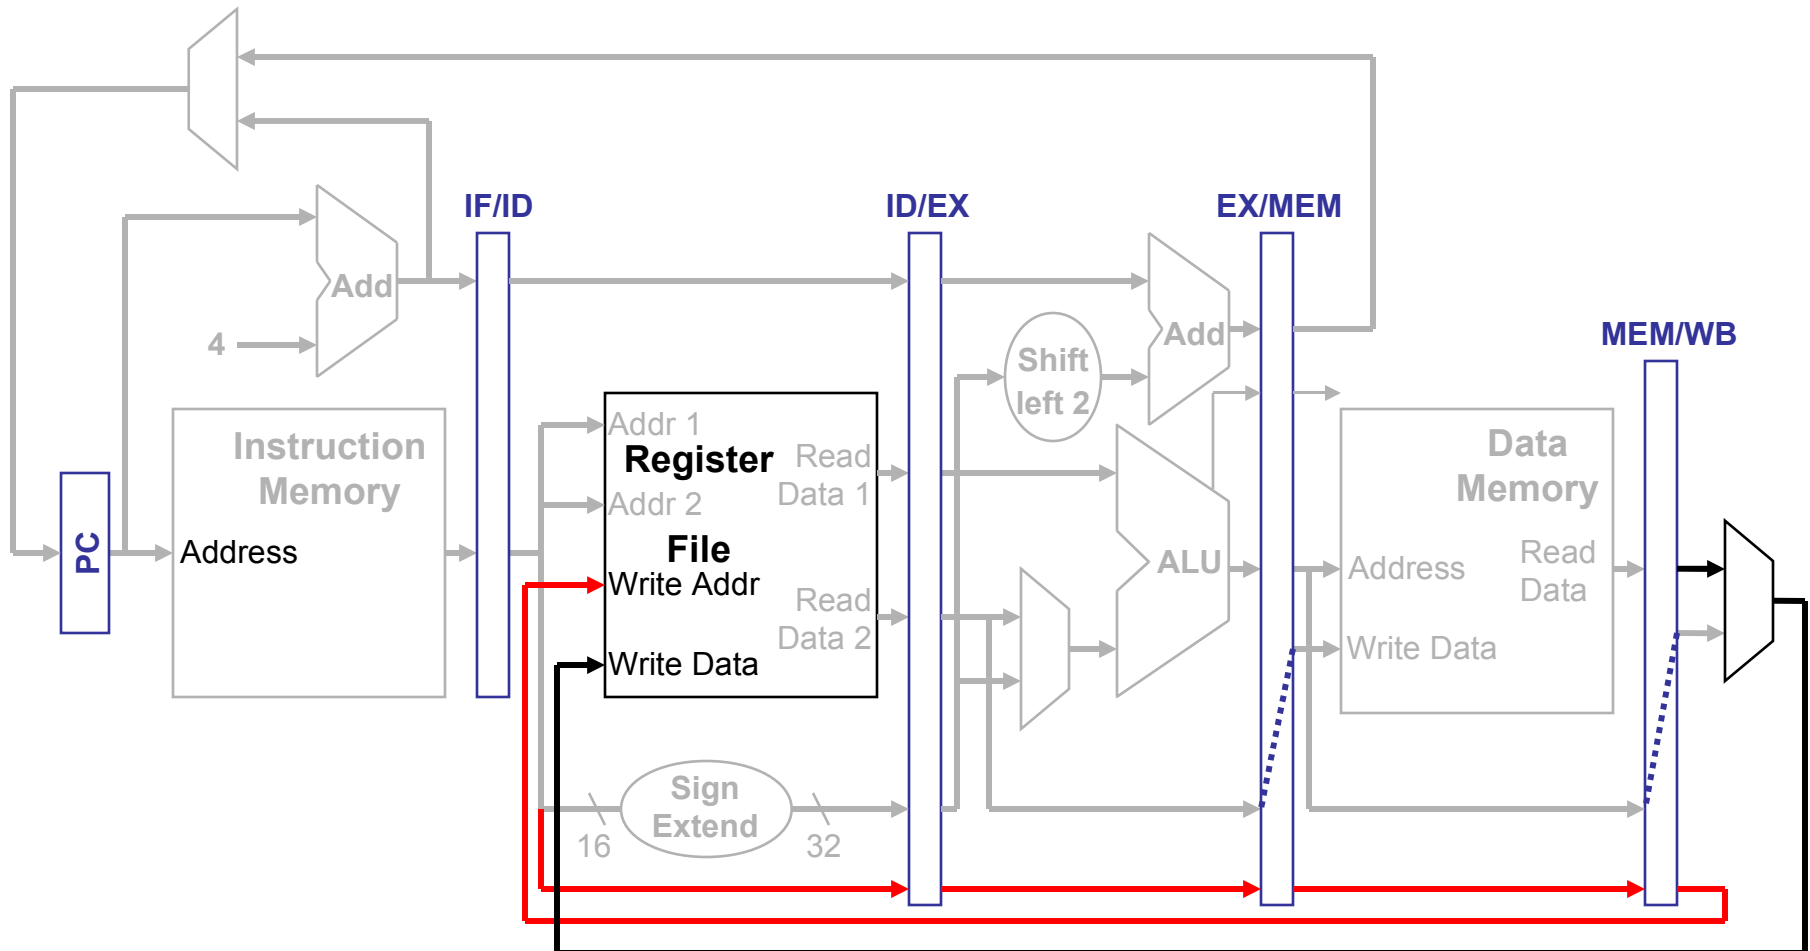 IF/ID
ID/EX
EX/MEM
MEM/WB
Add
4
Add
Shift
left 2
Instruction
Memory
Address
PC
Addr 1
Register
Addr 2
File
Write Addr
Write Data
Read
Data 1
Read
Data 2
ALU
Data
Memory
Address
Write Data
Read
Data
Sign
Extend
16
32